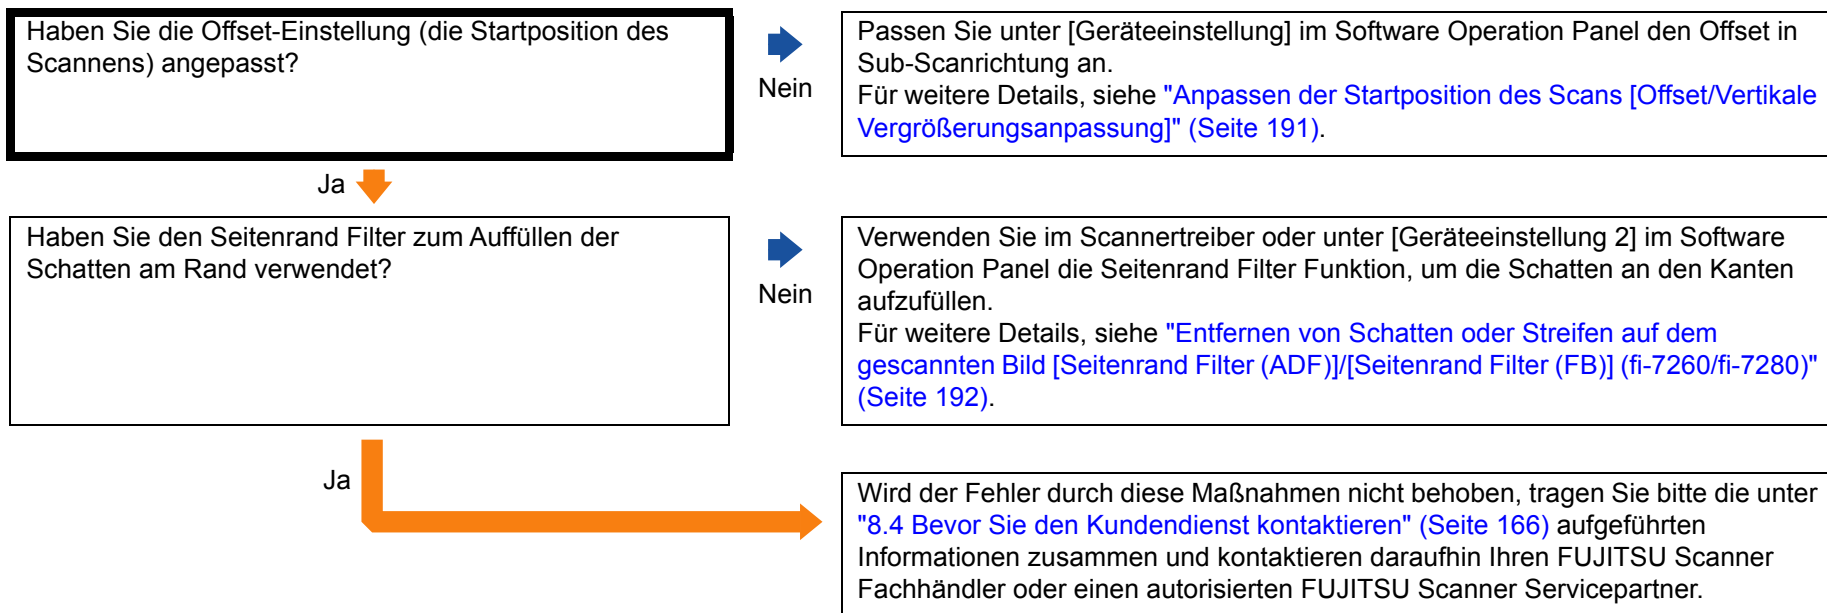 Haben Sie die Offset-Einstellung (die Startposition des
Scannens) angepasst?
Nein
Passen Sie unter [Geräteeinstellung] im Software Operation Panel den Offset in
Sub-Scanrichtung an.
Für weitere Details, siehe "Anpassen der Startposition des Scans [Offset/Vertikale
Vergrößerungsanpassung]" (Seite 191).
Ja
Haben Sie den Seitenrand Filter zum Auffüllen der
Schatten am Rand verwendet?
Nein
Verwenden Sie im Scannertreiber oder unter [Geräteeinstellung 2] im Software
Operation Panel die Seitenrand Filter Funktion, um die Schatten an den Kanten
aufzufüllen.
Für weitere Details, siehe "Entfernen von Schatten oder Streifen auf dem
gescannten Bild [Seitenrand Filter (ADF)]/[Seitenrand Filter (FB)] (fi-7260/fi-7280)"
(Seite 192).
Ja
Wird der Fehler durch diese Maßnahmen nicht behoben, tragen Sie bitte die unter
"8.4 Bevor Sie den Kundendienst kontaktieren" (Seite 166) aufgeführten
Informationen zusammen und kontaktieren daraufhin Ihren FUJITSU Scanner
Fachhändler oder einen autorisierten FUJITSU Scanner Servicepartner.